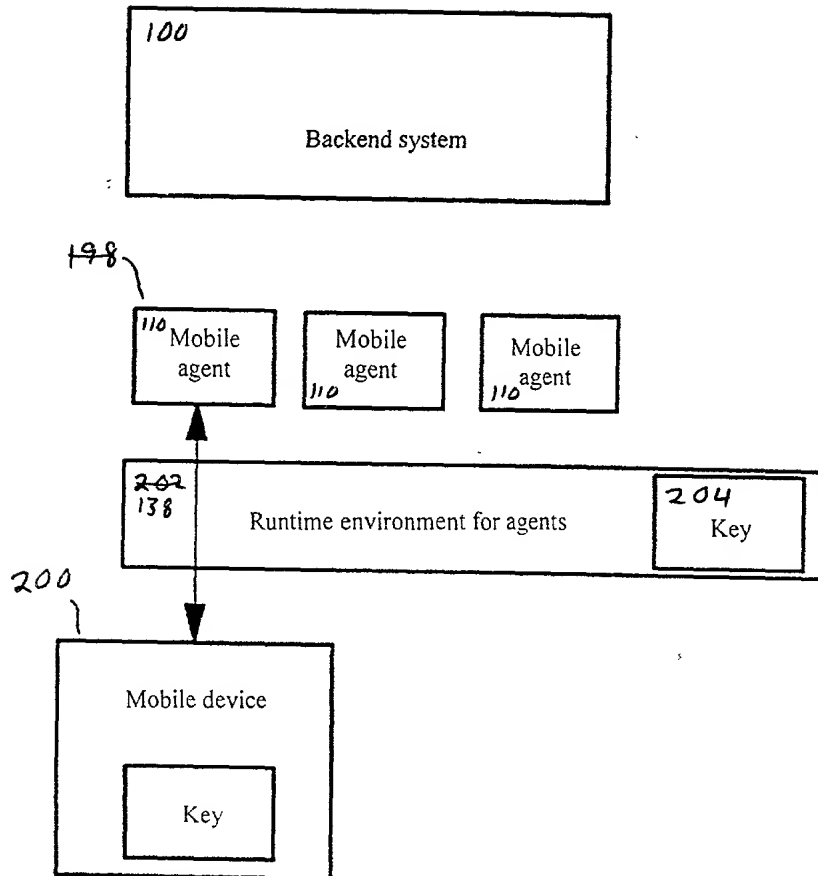 100
Backend system
198
110 Mobile
agent
Mobile
agent
110
Mobile
agent
110
202
138
Runtime environment for agents
204
Key
200
Mobile device
Key